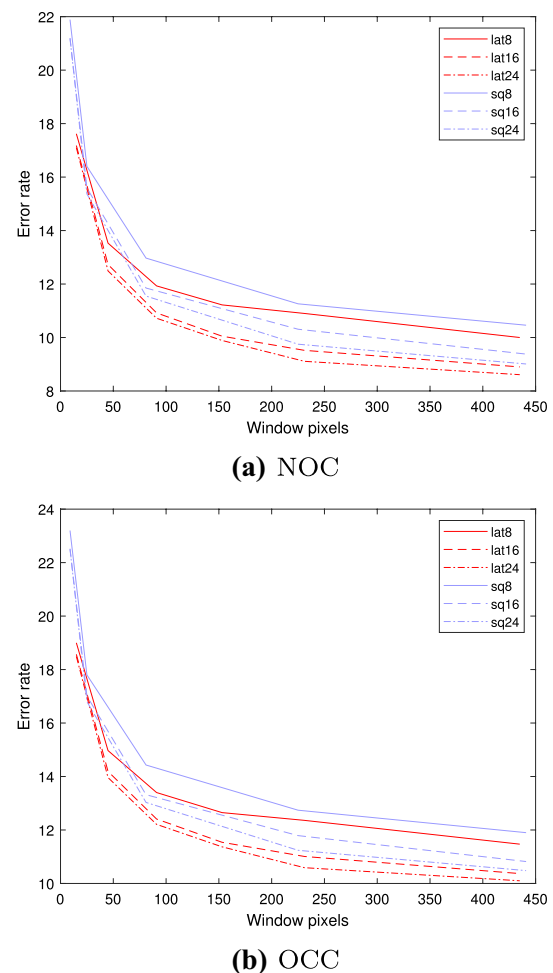 22
20
18
16
14
12
10
8
Error rate
0 50 100 150 200 250 300 350 400 450
Window pixels
lat8
lat16
lat24
sq8
sq16
sq24
(a) NOC
24
22
20
18
16
14
12
10
Error rate
0 50 100 150 200 250 300 350 400 450
Window pixels
lat8
lat16
lat24
sq8
sq16
sq24
(b) OCC